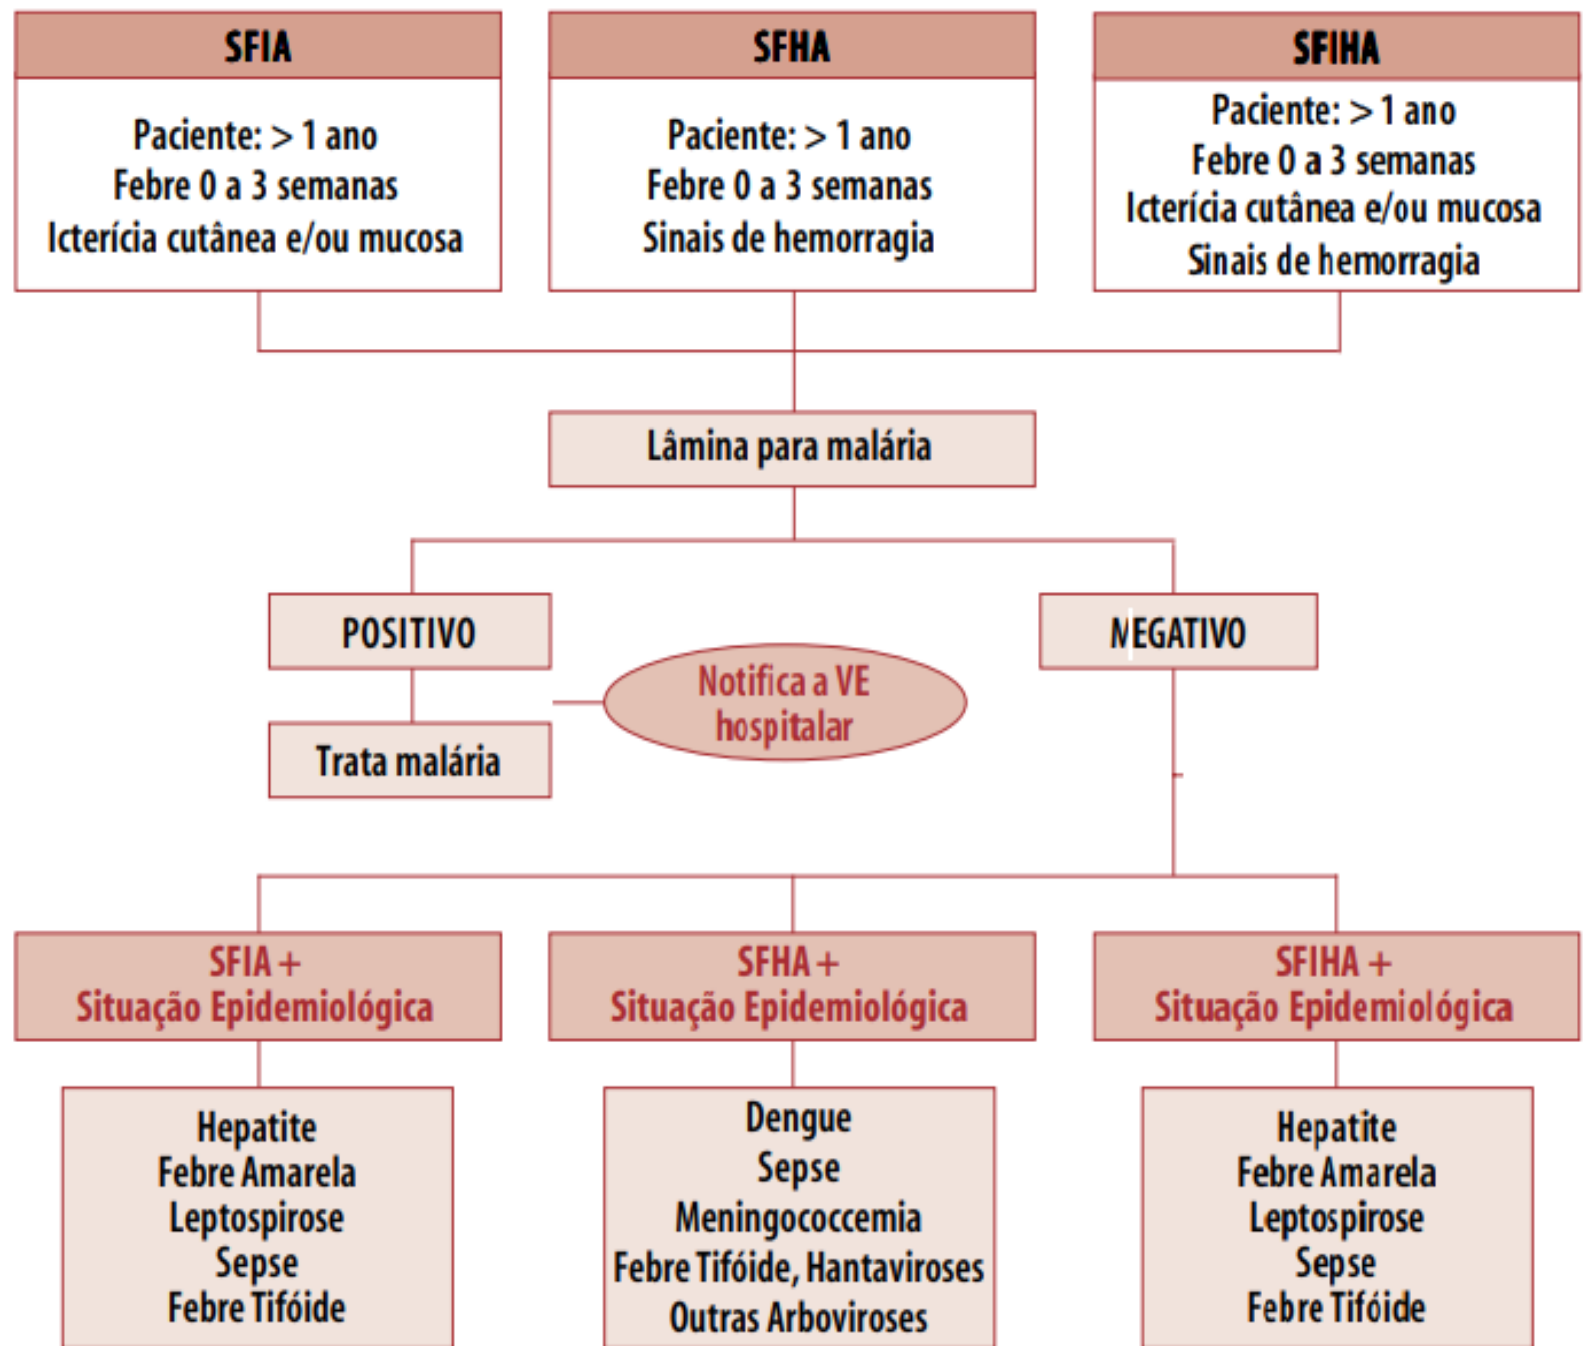 SFIA
Paciente: > 1 ano
Febre 0 a 3 semanas
Icterícia cutânea e/ou mucosa
SFHA
Paciente: > 1 ano
Febre 0 a 3 semanas
Sinais de hemorragia
SFIHA
Paciente: > 1 ano
Febre 0 a 3 semanas
Icterícia cutânea e/ou mucosa
Sinais de hemorragia
Lâmina para malária
POSITIVO
MEGATIVO
Notifica a VE
hospitalar
Trata malária
SFIA +
Situação Epidemiológica
SFHA +
Situação Epidemiológica
SFIHA +
Situação Epidemiológica
Hepatite
Febre Amarela
Leptospirose
Sepse
Febre Tifóide
Dengue
Sepse
Meningococcemia
Febre Tifóide, Hantaviroses
Outras Arboviroses
Hepatite
Febre Amarela
Leptospirose
Sepse
Febre Tifóide